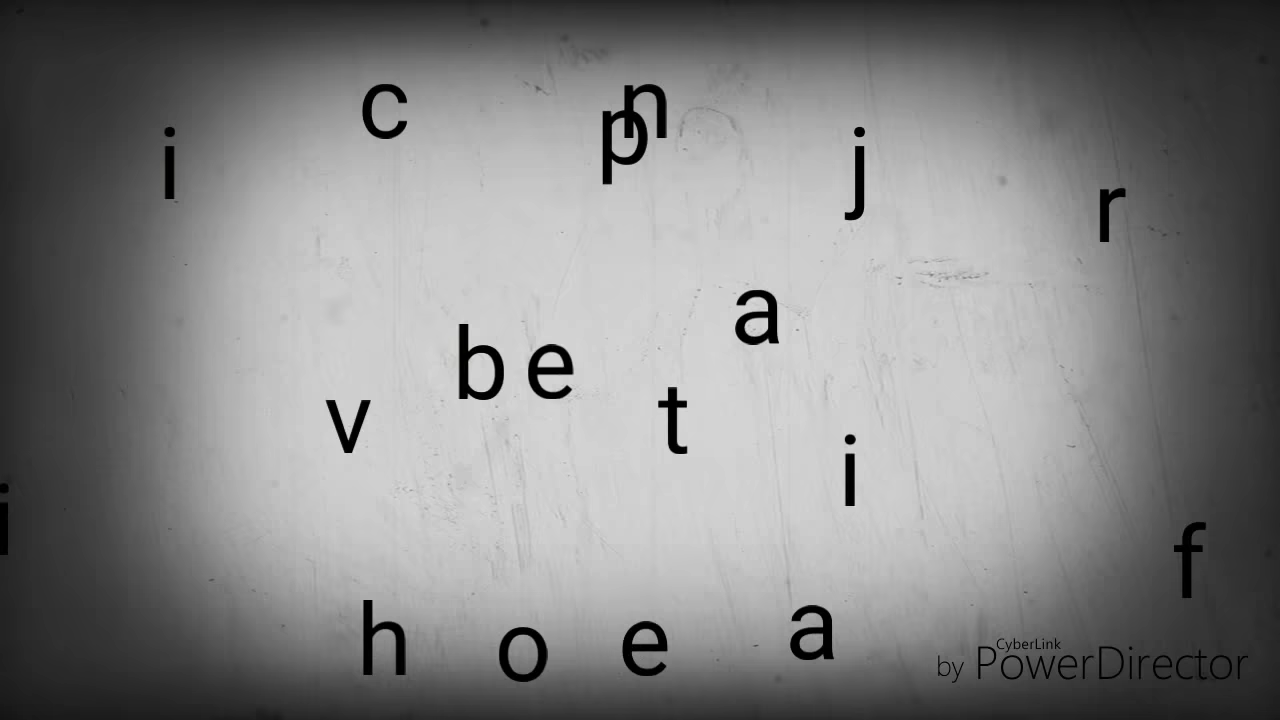 c n
p
i j
r
a
b e
v t
i
i
f
h o e a
CyberLink
by PowerDirector